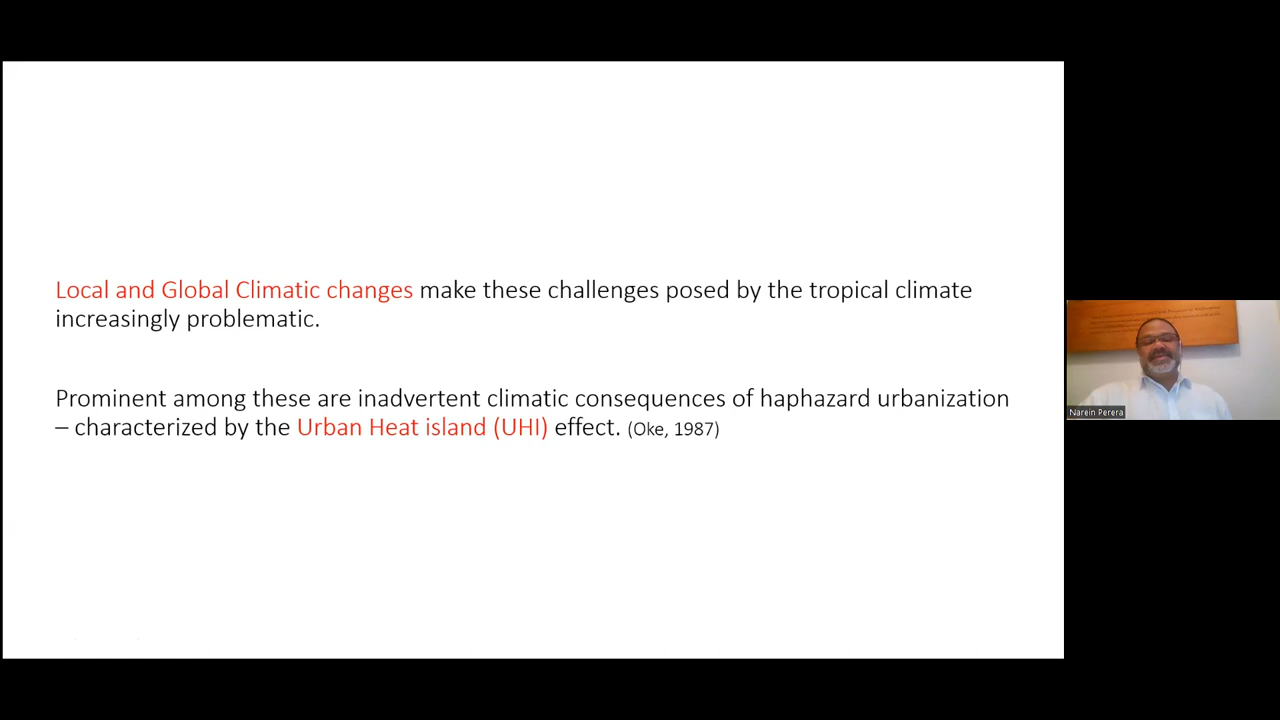 Local and Global Climatic changes make these challenges posed by the tropical climate
increasingly problematic.
Prominent among these are inadvertent climatic consequences of haphazard urbanization
– characterized by the Urban Heat island (UHI) effect. (Oke, 1987)
Narein Perera